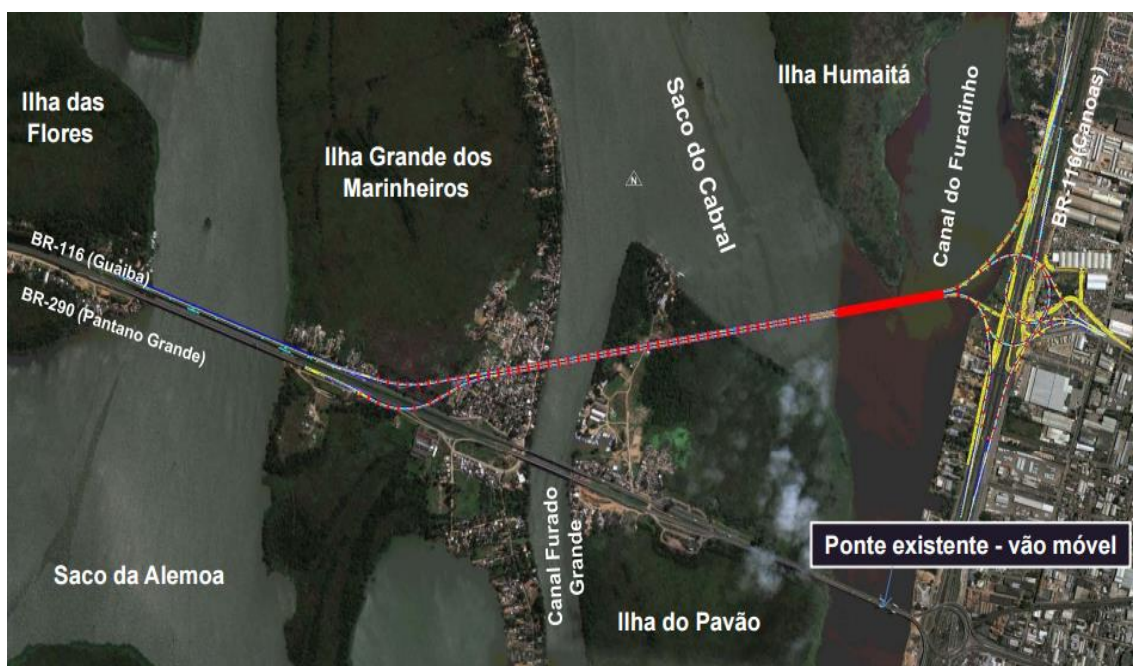 Ilha das
Flores
Ilha Grande dos
Marinheiros
Saco do Cabral
Ilha Humaitá
Canal do Furadinho
BR-116(Canoas)
N
BR-116 (Guaiba)
BR-290 (Pantano Grande)
Saco da Alemoa
Canal Furado
Grande
Ilha do Pavão
Ponte existente - vão móvel